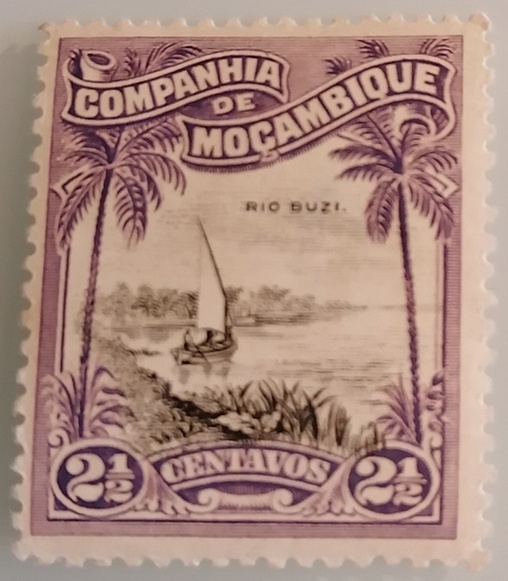 COMPANHIA
DE
MOÇAMBIQUE
RIO BUZI.
2½ CENTAVOS 2½